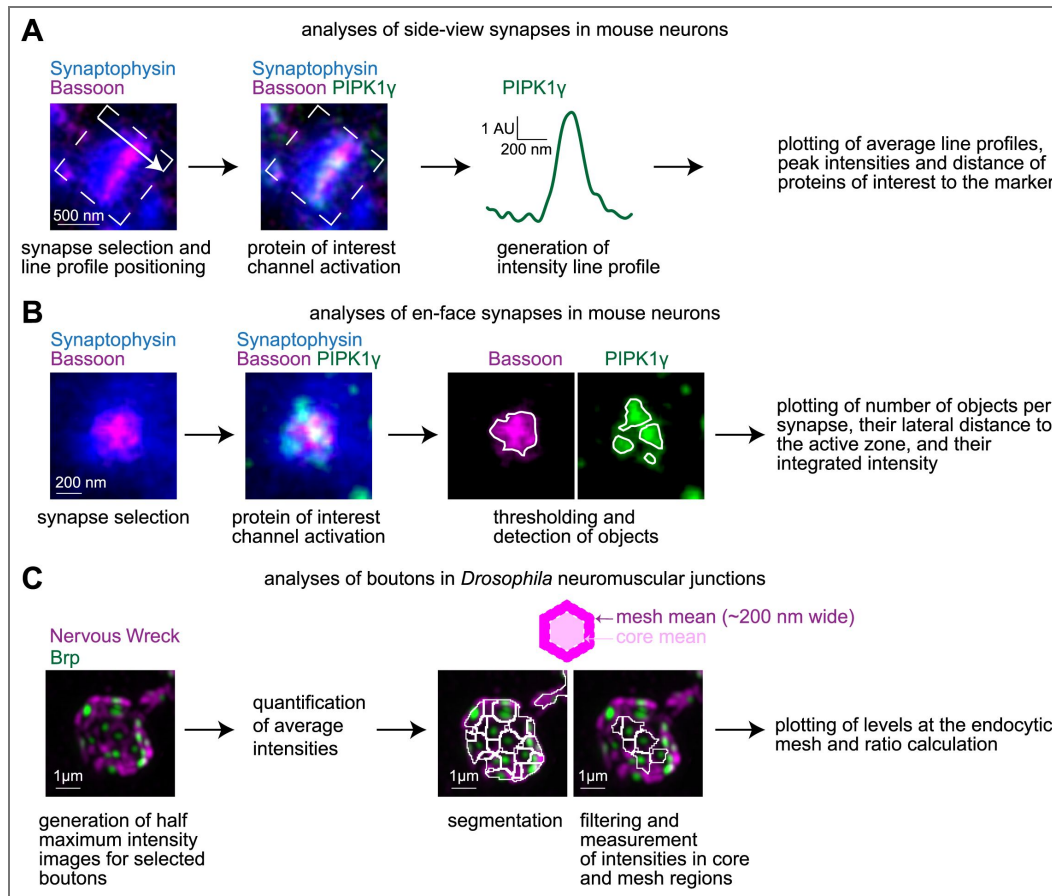 A
analyses of side-view synapses in mouse neurons
Synaptophysin
Bassoon
Synaptophysin
Bassoon PIPK1γ
PIPK1γ
1 AU
200 nm
500 nm
plotting of average line profiles,
peak intensities and distance of
proteins of interest to the marker
synapse selection and
line profile positioning
protein of interest
channel activation
generation of
intensity line profile
B
analyses of en-face synapses in mouse neurons
Synaptophysin
Bassoon
Synaptophysin
Bassoon PIPK1γ
Bassoon
PIPK1γ
200 nm
plotting of number of objects per
synapse, their lateral distance to
the active zone, and their
integrated intensity
synapse selection
protein of interest
channel activation
thresholding and
detection of objects
C
analyses of boutons in Drosophila neuromuscular junctions
mesh mean (~200 nm wide)
core mean
Nervous Wreck
Brp
1µm
quantification
of average
intensities
1µm
1µm
plotting of levels at the endocytic
mesh and ratio calculation
generation of half
maximum intensity
images for selected
boutons
segmentation
filtering and
measurement
of intensities in core
and mesh regions